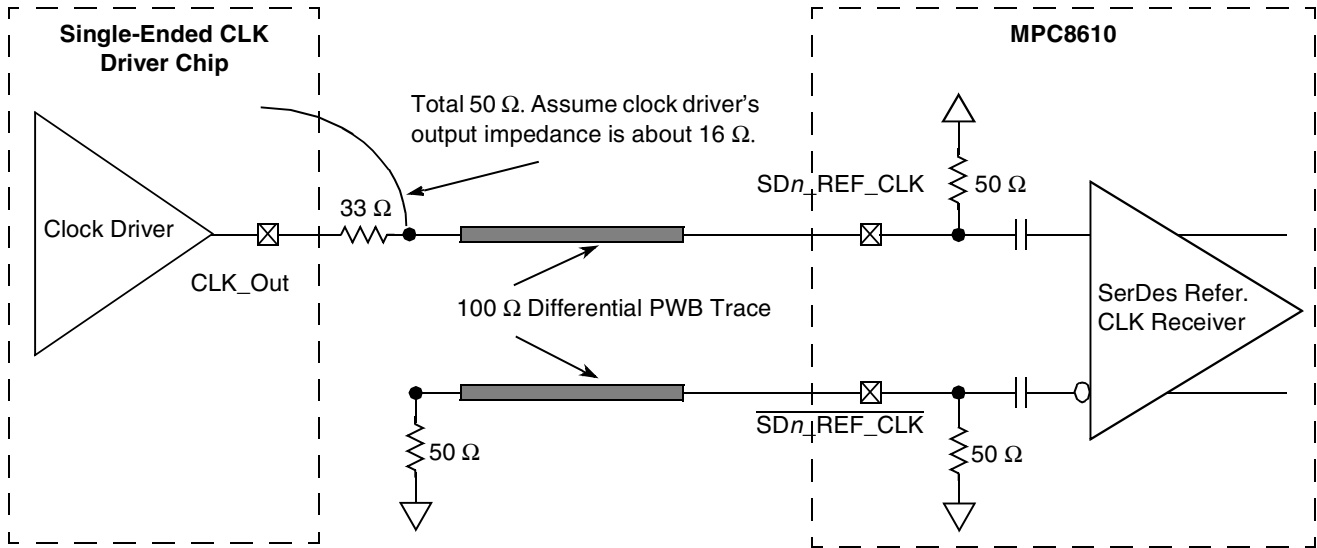 Single-Ended CLK
Driver Chip
MPC8610
Total 50 Ω. Assume clock driver's
output impedance is about 16 Ω.
SDn_REF_CLK
50 Ω
33 Ω
Clock Driver
CLK_Out
100 Ω Differential PWB Trace
SerDes Refer.
CLK Receiver
SDn_REF_CLK
50 Ω
50 Ω